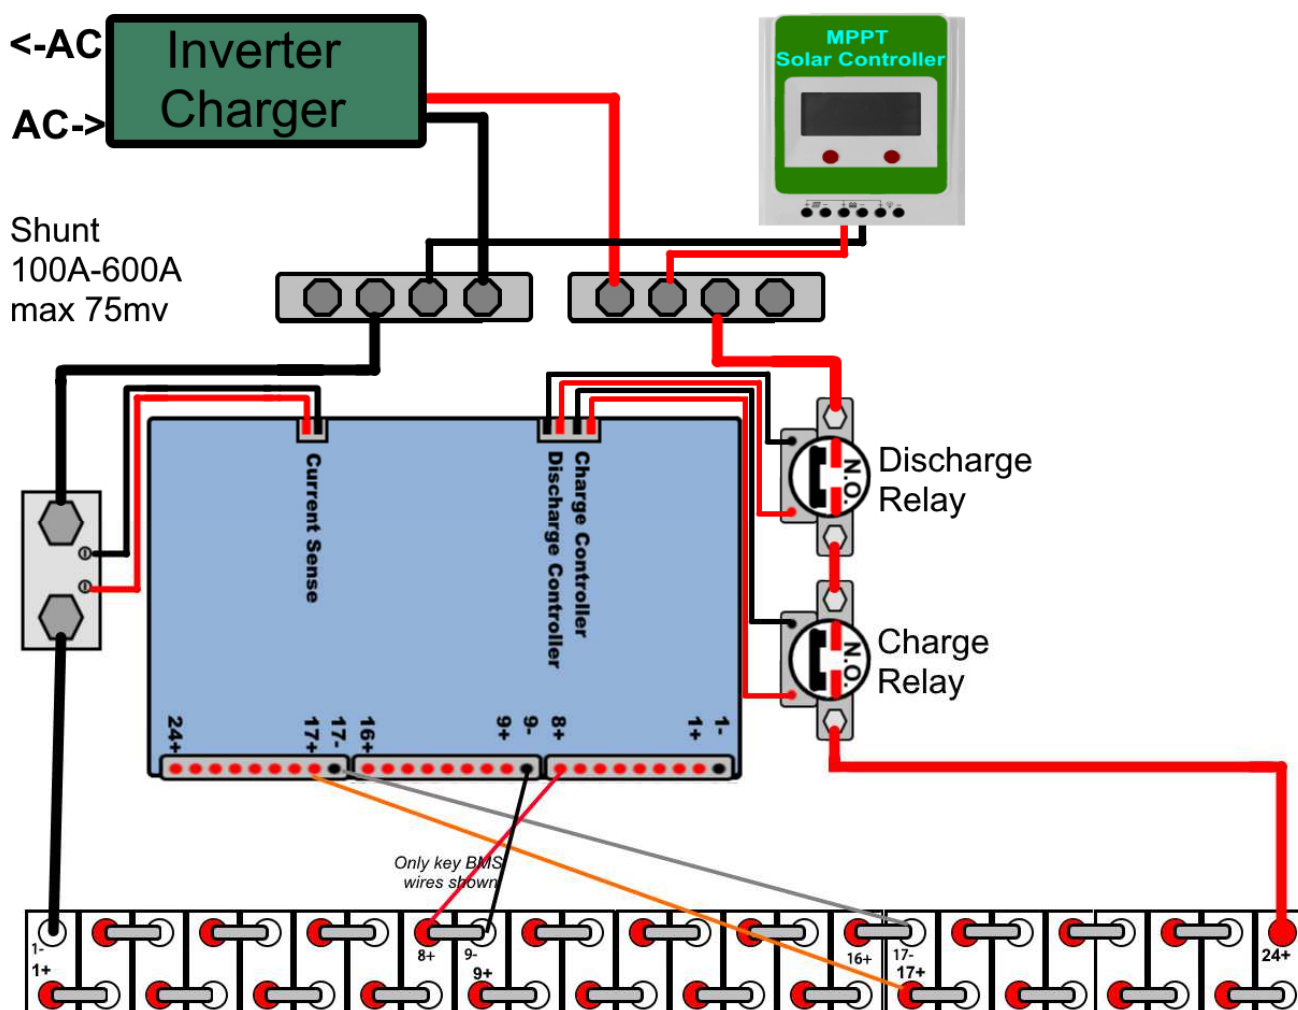 <-AC
AC->
Inverter
Charger
MPPT
Solar Controller
Shunt
100A-600A
max 75mv
Current Sense
Discharge Controller
Charge Controller
N.O.
Discharge
Relay
N.O.
Charge
Relay
24+
17+
17-
16+
9+
9-
8+
1+
1-
Only key BMS
wires shown
1-
1+
8+
9-
9+
16+
17-
17+
24+